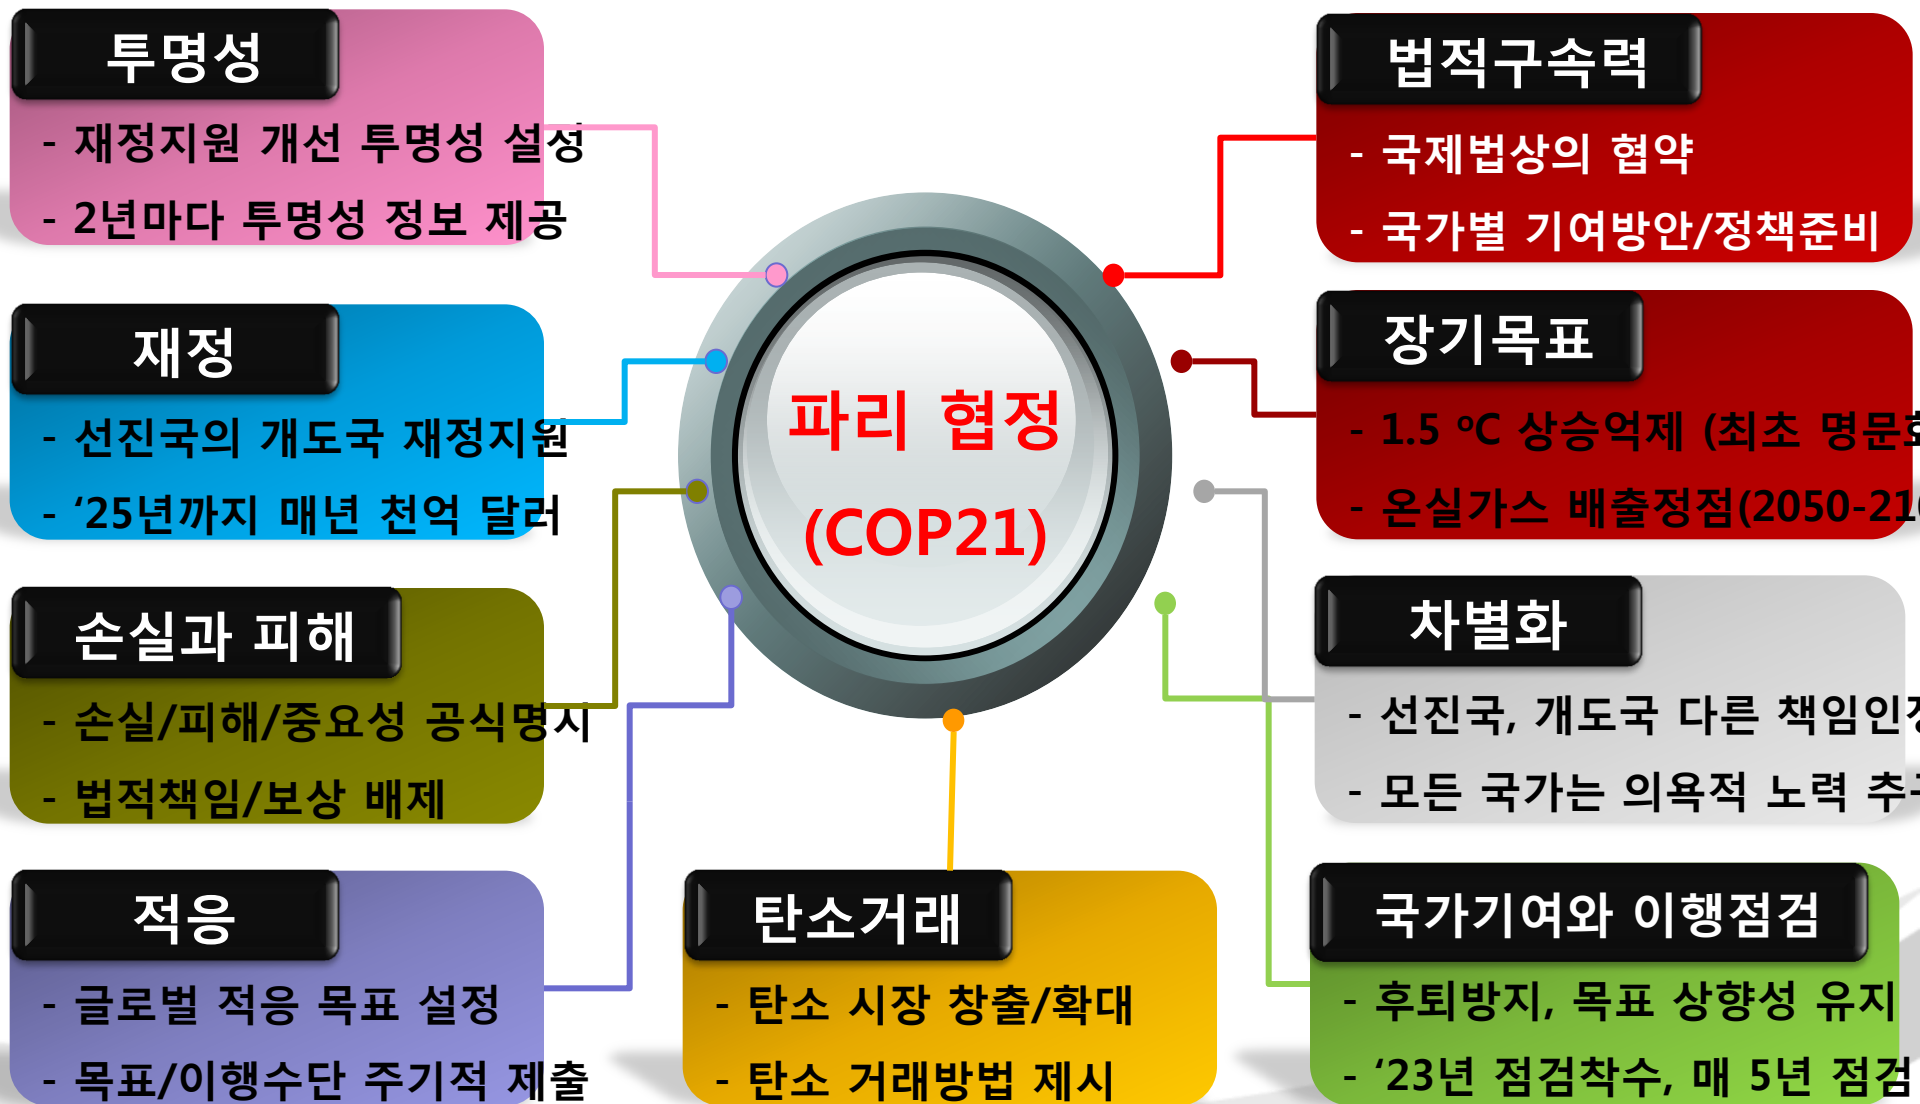 투명성
- 재정지원 개선 투명성 설정
- 2년마다 투명성 정보 제공
재정
- 선진국의 개도국 재정지원
- ‘25년까지 매년 천억 달러
손실과 피해
- 손실/피해/중요성 공식명시
- 법적책임/보상 배제
적응
- 글로벌 적응 목표 설정
- 목표/이행수단 주기적 제출
파리 협정
(COP21)
탄소거래
- 탄소 시장 창출/확대
- 탄소 거래방법 제시
법적구속력
- 국제법상의 협약
- 국가별 기여방안/정책준비
장기목표
- 1.5 ºC 상승억제 (최초
- 온실가스 배출정점(2050-
차별화
- 선진국, 개도국 다른
- 모든 국가는 의욕적 노력
국가기여와 이행점검
- 후퇴방지, 목표 상향성 유지
- ‘23년 점검착수, 매 5년 점검